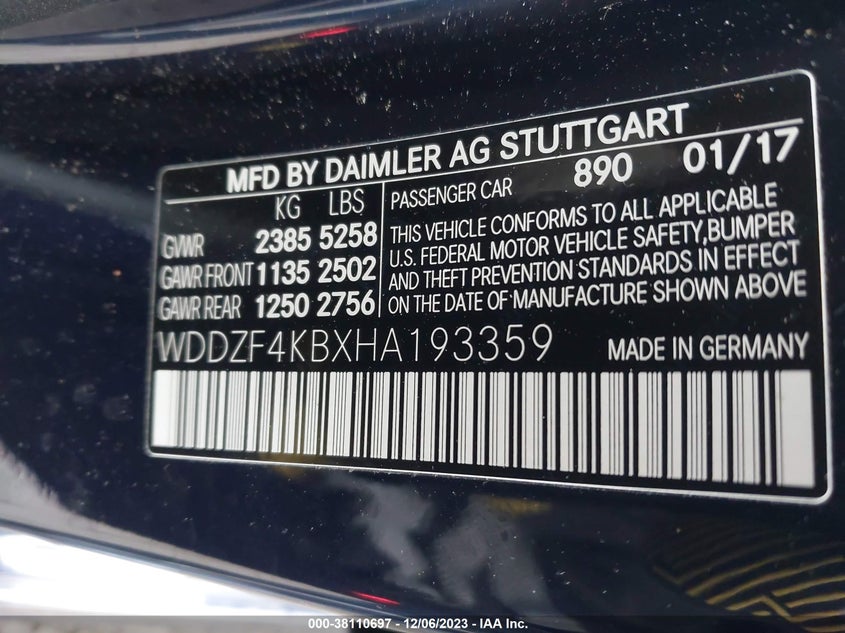 MFD BY DAIMLER AG STUTTGART
KG LBS
GVWR 2385 5258
GAWR FRONT 1135 2502
GAWR REAR 1250 2756
PASSENGER CAR 890 01/17
THIS VEHICLE CONFORMS TO ALL APPLICABLE
U.S. FEDERAL MOTOR VEHICLE SAFETY,BUMPER
AND THEFT PREVENTION STANDARDS IN EFFECT
ON THE DATE OF MANUFACTURE SHOWN ABOVE
WDDZF4KBXHA193359 MADE IN GERMANY
000-38110697 - 12/06/2023 - IAA Inc.